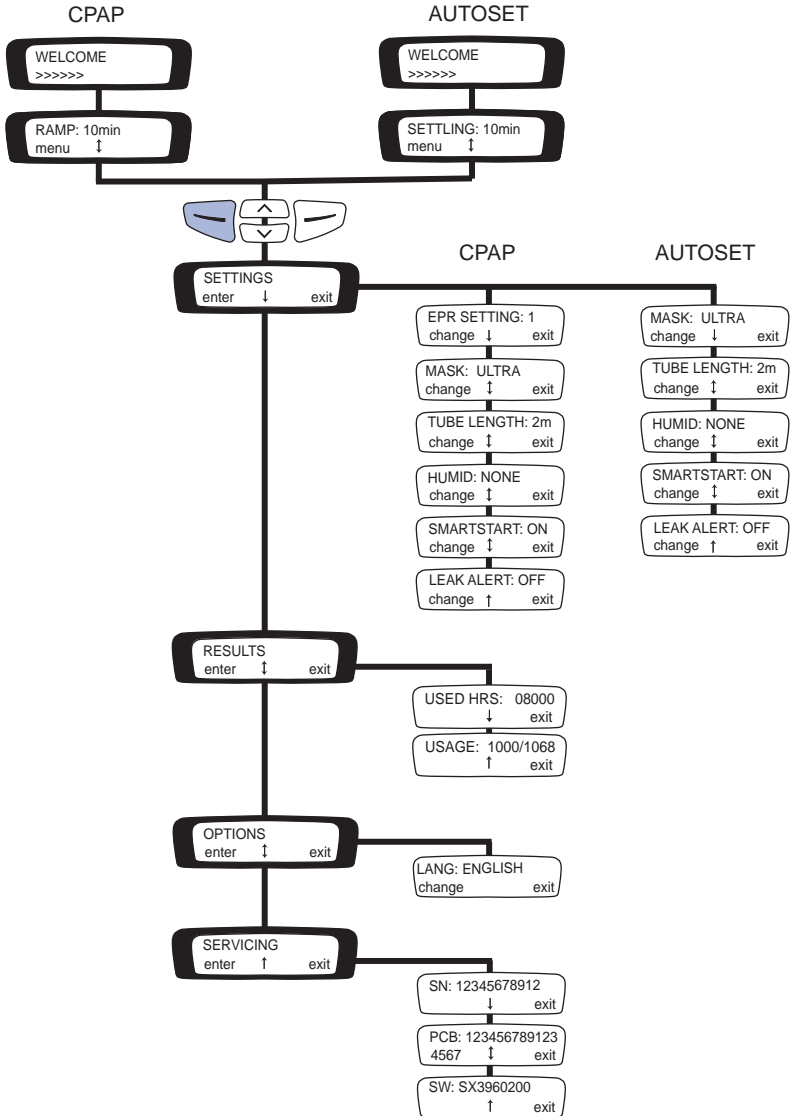 CPAP
AUTOSET
WELCOME
>>>>>>
WELCOME
>>>>>>
RAMP: 10min
menu ↕
SETTLING: 10min
menu ↕
SETTINGS
enter ↓ exit
CPAP
AUTOSET
EPR SETTING: 1
change ↓ exit
MASK: ULTRA
change ↕ exit
TUBE LENGTH: 2m
change ↕ exit
HUMID: NONE
change ↕ exit
SMARTSTART: ON
change ↕ exit
LEAK ALERT: OFF
change ↑ exit
MASK: ULTRA
change ↓ exit
TUBE LENGTH: 2m
change ↕ exit
HUMID: NONE
change ↕ exit
SMARTSTART: ON
change ↕ exit
LEAK ALERT: OFF
change ↑ exit
RESULTS
enter ↕ exit
USED HRS: 08000
↓ exit
USAGE: 1000/1068
↑ exit
OPTIONS
enter ↕ exit
LANG: ENGLISH
change exit
SERVICING
enter ↑ exit
SN: 12345678912
↓ exit
PCB: 123456789123
4567 ↕ exit
SW: SX3960200
↑ exit